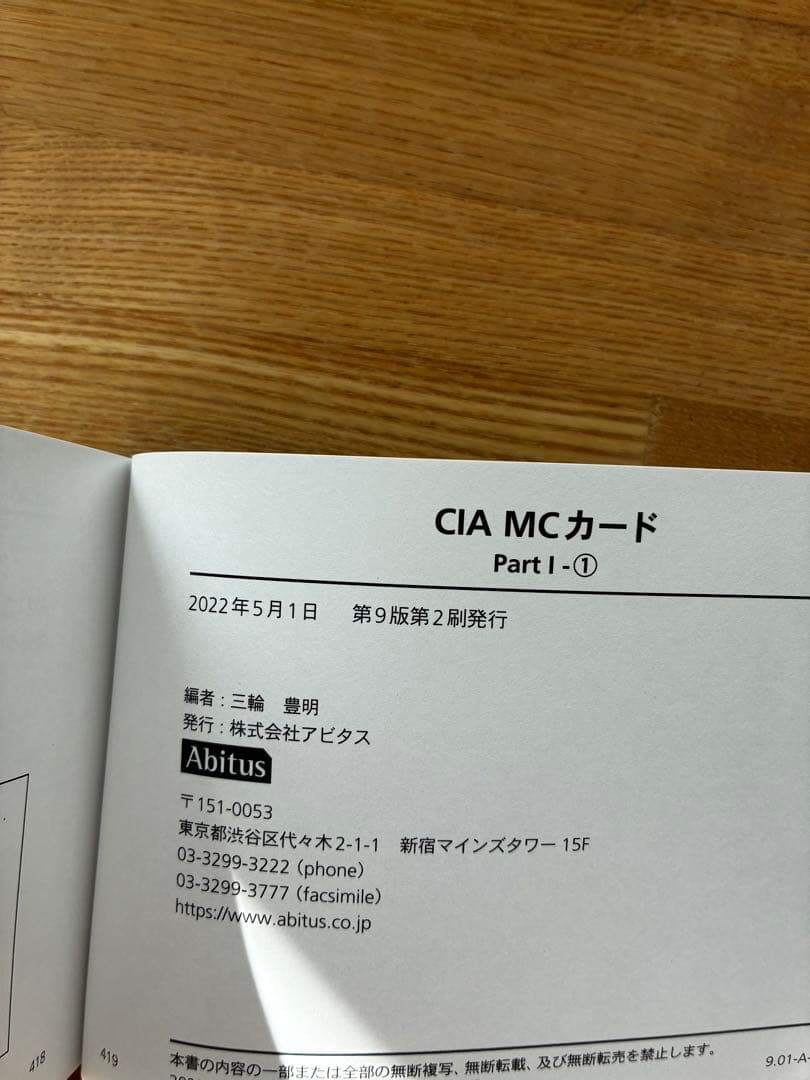 CIA MCカード
Part I - ①
2022年5月1日 第9版第2刷発行
編者：三輪 豊明
発行：株式会社アビタス
Abitus
〒151-0053
東京都渋谷区代々木2-1-1 新宿マインズタワー 15F
03-3299-3222（phone）
03-3299-3777（facsimile）
https://www.abitus.co.jp
418
419
本書の内容の一部または全部の無断複写、無断転載、及び無断転売を禁止します。
9.01-A-